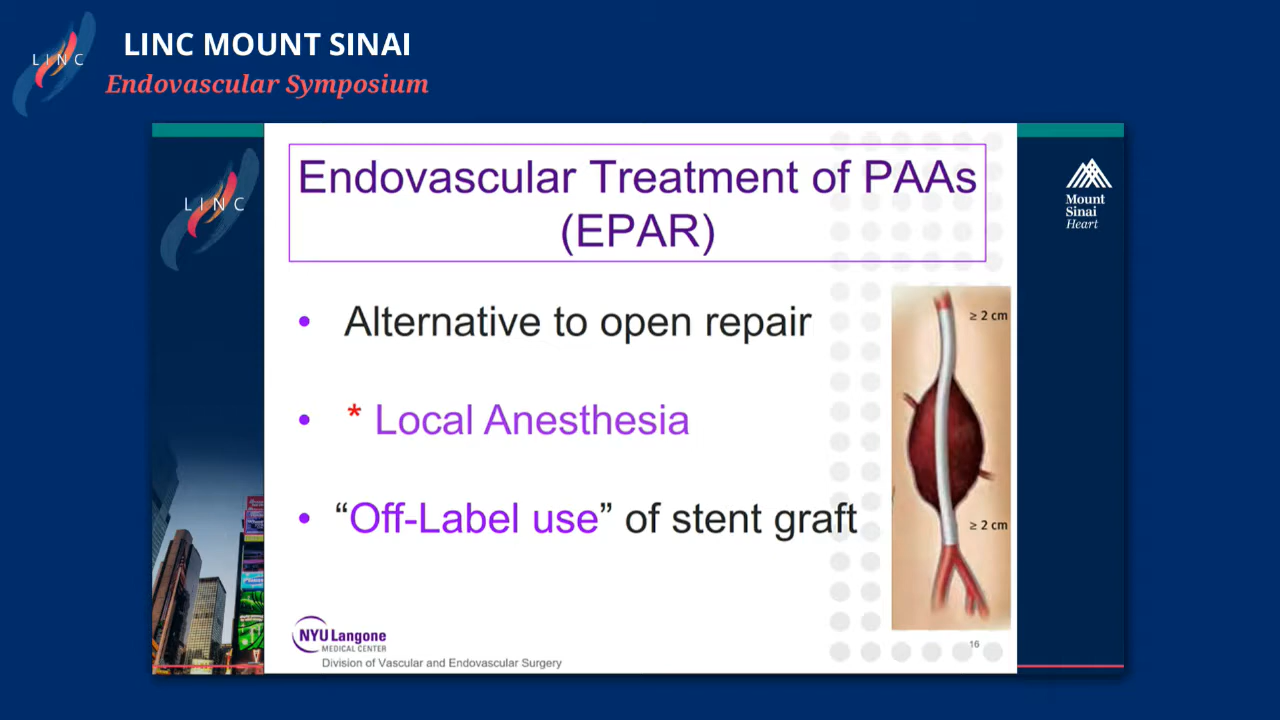 LINC
LINC MOUNT SINAI
Endovascular Symposium
LINC
Mount
Sinai
Heart
Endovascular Treatment of PAAs
(EPAR)
• Alternative to open repair
• * Local Anesthesia
• “Off-Label use” of stent graft
≥ 2 cm
≥ 2 cm
NYU Langone
MEDICAL CENTER
Division of Vascular and Endovascular Surgery
16